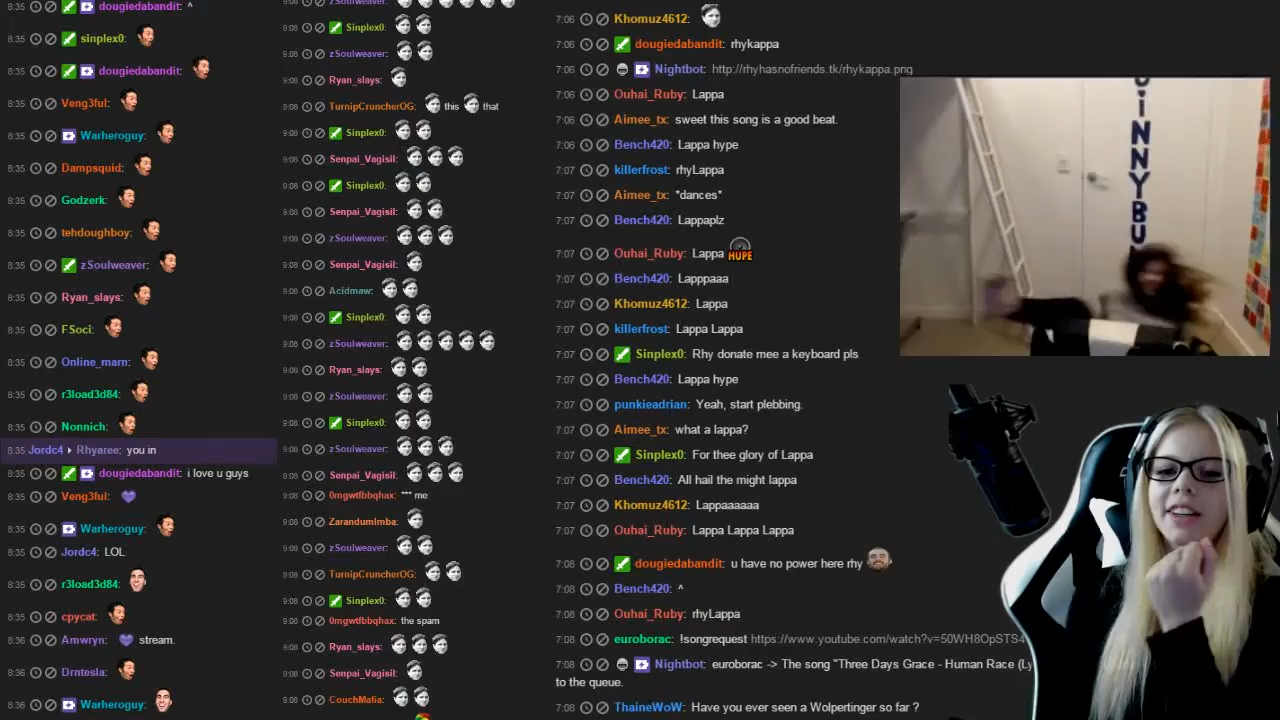 8:35 dougiedabandit: ^
8:35 sinplex0:
8:35 dougiedabandit:
8:35 Veng3ful:
8:35 Warheroguy:
8:35 Dampsquid:
8:35 Godzerk:
8:35 tehdoughboy:
8:35 zSoulweaver:
8:35 Ryan_slays:
8:35 FSoci:
8:35 Online_marn:
8:35 r3load3d84:
8:35 Nonnich:
8:35 Jordc4 Rhyaree: you in
8:35 dougiedabandit: i love u guys
8:35 Veng3ful:
8:35 Warheroguy:
8:35 Jordc4: LOL
8:35 r3load3d84:
8:35 cpycat:
8:36 Amwryn: stream.
8:36 Drntesla:
8:36 Warheroguy:
9:08 zSoulweaver:
9:08 Sinplex0:
9:08 zSoulweaver:
9:08 Ryan_slays:
9:08 TurnipCruncherOG: this that
9:08 Sinplex0:
9:08 Senpai_Vagisil:
9:08 Sinplex0:
9:08 Senpai_Vagisil:
9:08 zSoulweaver:
9:08 Senpai_Vagisil:
9:08 Acidmaw:
9:08 Sinplex0:
9:08 zSoulweaver:
9:08 Ryan_slays:
9:08 zSoulweaver:
9:08 Sinplex0:
9:08 zSoulweaver:
9:08 Senpai_Vagisil:
9:08 0mgwtfbbqhax: *** me
9:08 ZarandumImba:
9:08 zSoulweaver:
9:08 TurnipCruncherOG:
9:08 Sinplex0:
9:08 0mgwtfbbqhax: the spam
9:08 Ryan_slays:
9:08 Senpai_Vagisil:
9:08 CouchMafia:
7:06 Khomuz4612:
7:06 dougiedabandit: rhykappa
7:06 Nightbot: http://rhyhasnofriends.tk/rhykappa.png
7:06 Ouhai_Ruby: Lappa
7:06 Aimee_tx: sweet this song is a good beat.
7:06 Bench420: Lappa hype
7:07 killerfrost: rhyLappa
7:07 Aimee_tx: *dances*
7:07 Bench420: Lappaplz
7:07 Ouhai_Ruby: Lappa HUPE
7:07 Bench420: Lapppaaa
7:07 Khomuz4612: Lappa
7:07 killerfrost: Lappa Lappa
7:07 Sinplex0: Rhy donate mee a keyboard pls
7:07 Bench420: Lappa hype
7:07 punkieadrian: Yeah, start plebbing.
7:07 Aimee_tx: what a lappa?
7:07 Sinplex0: For thee glory of Lappa
7:07 Bench420: All hail the might lappa
7:07 Khomuz4612: Lappaaaaaa
7:07 Ouhai_Ruby: Lappa Lappa Lappa
7:08 dougiedabandit: u have no power here rhy
7:08 Bench420: ^
7:08 Ouhai_Ruby: rhyLappa
7:08 euroborac: !songrequest https://www.youtube.com/watch?v=50WH8OpSTS4
7:08 Nightbot: euroborac -> The song "Three Days Grace - Human Race (Ly
to the queue.
7:08 ThaineWoW: Have you ever seen a Wolpertinger so far ?
INNYBU